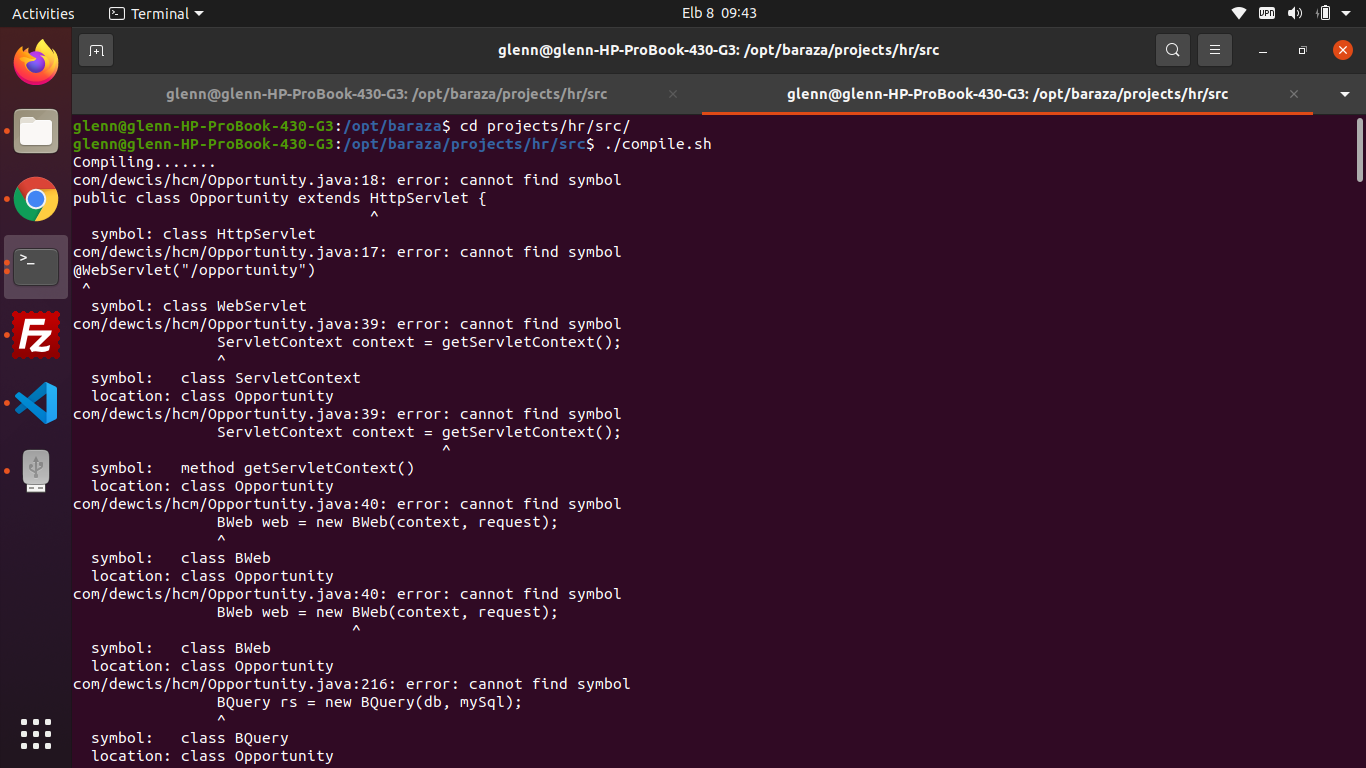 Activities
Terminal
Elb 8 09:43
VPN
glenn@glenn-HP-ProBook-430-G3: /opt/baraza/projects/hr/src
glenn@glenn-HP-ProBook-430-G3: /opt/baraza/projects/hr/src
glenn@glenn-HP-ProBook-430-G3: /opt/baraza/projects/hr/src
glenn@glenn-HP-ProBook-430-G3:/opt/baraza$ cd projects/hr/src/
glenn@glenn-HP-ProBook-430-G3:/opt/baraza/projects/hr/src$ ./compile.sh
Compiling.......
com/dewcis/hcm/Opportunity.java:18: error: cannot find symbol
public class Opportunity extends HttpServlet {
^
symbol: class HttpServlet
com/dewcis/hcm/Opportunity.java:17: error: cannot find symbol
@WebServlet("/opportunity")
^
symbol: class WebServlet
com/dewcis/hcm/Opportunity.java:39: error: cannot find symbol
ServletContext context = getServletContext();
^
symbol:   class ServletContext
location: class Opportunity
com/dewcis/hcm/Opportunity.java:39: error: cannot find symbol
ServletContext context = getServletContext();
^
symbol:   method getServletContext()
location: class Opportunity
com/dewcis/hcm/Opportunity.java:40: error: cannot find symbol
BWeb web = new BWeb(context, request);
^
symbol:   class BWeb
location: class Opportunity
com/dewcis/hcm/Opportunity.java:40: error: cannot find symbol
BWeb web = new BWeb(context, request);
^
symbol:   class BWeb
location: class Opportunity
com/dewcis/hcm/Opportunity.java:216: error: cannot find symbol
BQuery rs = new BQuery(db, mySql);
^
symbol:   class BQuery
location: class Opportunity
>_
Fz